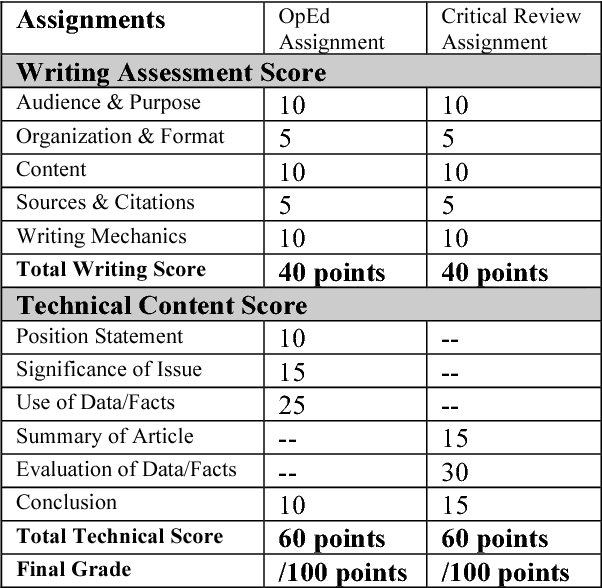 Assignments OpEd Assignment Critical Review Assignment
Writing Assessment Score
Audience & Purpose 10 10
Organization & Format 5 5
Content 10 10
Sources & Citations 5 5
Writing Mechanics 10 10
Total Writing Score 40 points 40 points
Technical Content Score
Position Statement 10 --
Significance of Issue 15 --
Use of Data/Facts 25 --
Summary of Article -- 15
Evaluation of Data/Facts -- 30
Conclusion 10 15
Total Technical Score 60 points 60 points
Final Grade /100 points /100 points